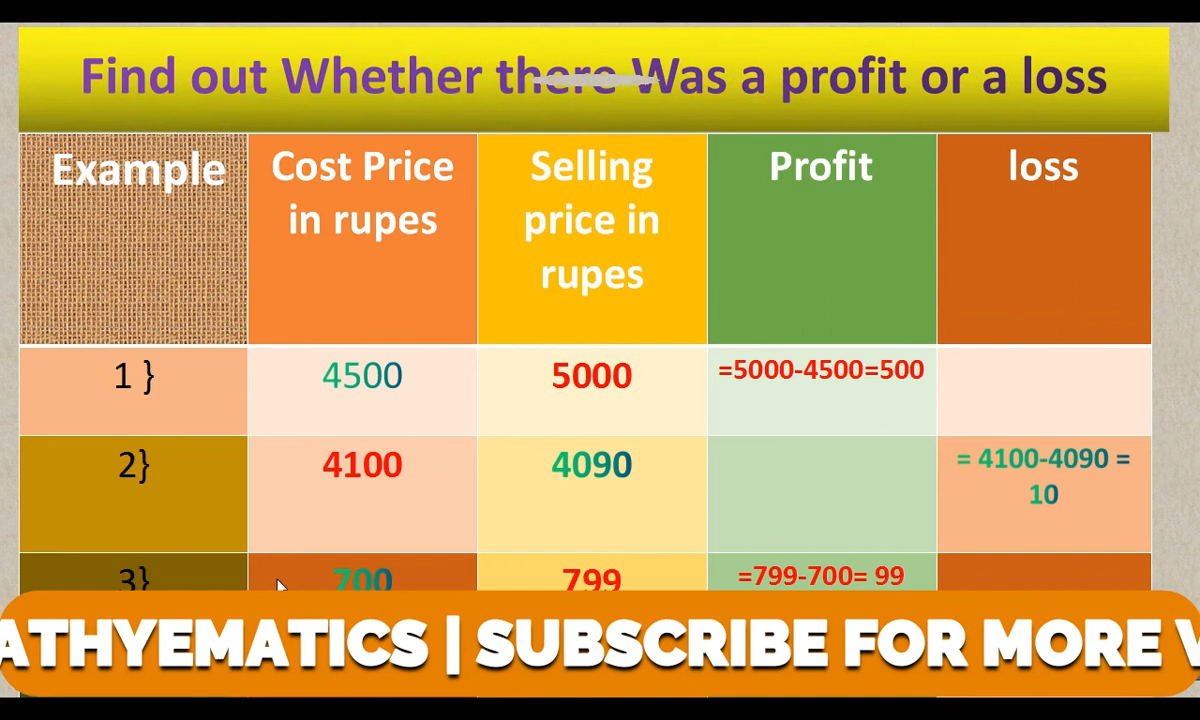 Find out Whether there Was a profit or a loss
Example
Cost Price
in rupes
Selling
price in
rupes
Profit
loss
1 }
4500
5000
=5000-4500=500
2}
4100
4090
= 4100-4090 =
10
3}
700
799
=799-700= 99
ATHYEMATICS | SUBSCRIBE FOR MORE V